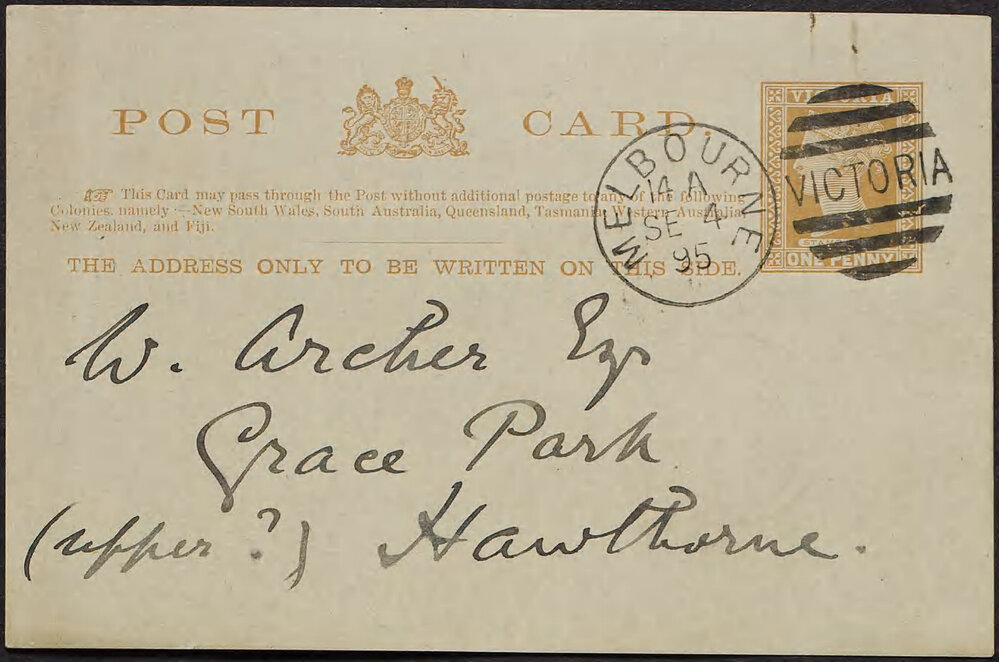 POST CARD.
☞ This Card may pass through the Post without additional postage to any of the following
Colonies, namely :—New South Wales, South Australia, Queensland, Tasmania, Western Australia,
New Zealand, and Fiji.
THE ADDRESS ONLY TO BE WRITTEN ON THIS SIDE.
VICTORIA
ONE PENNY
MELBOURNE
14 A
SE 4
95
VICTORIA
W. Archer Esq
Grace Park
(upper?) Hawthorne.